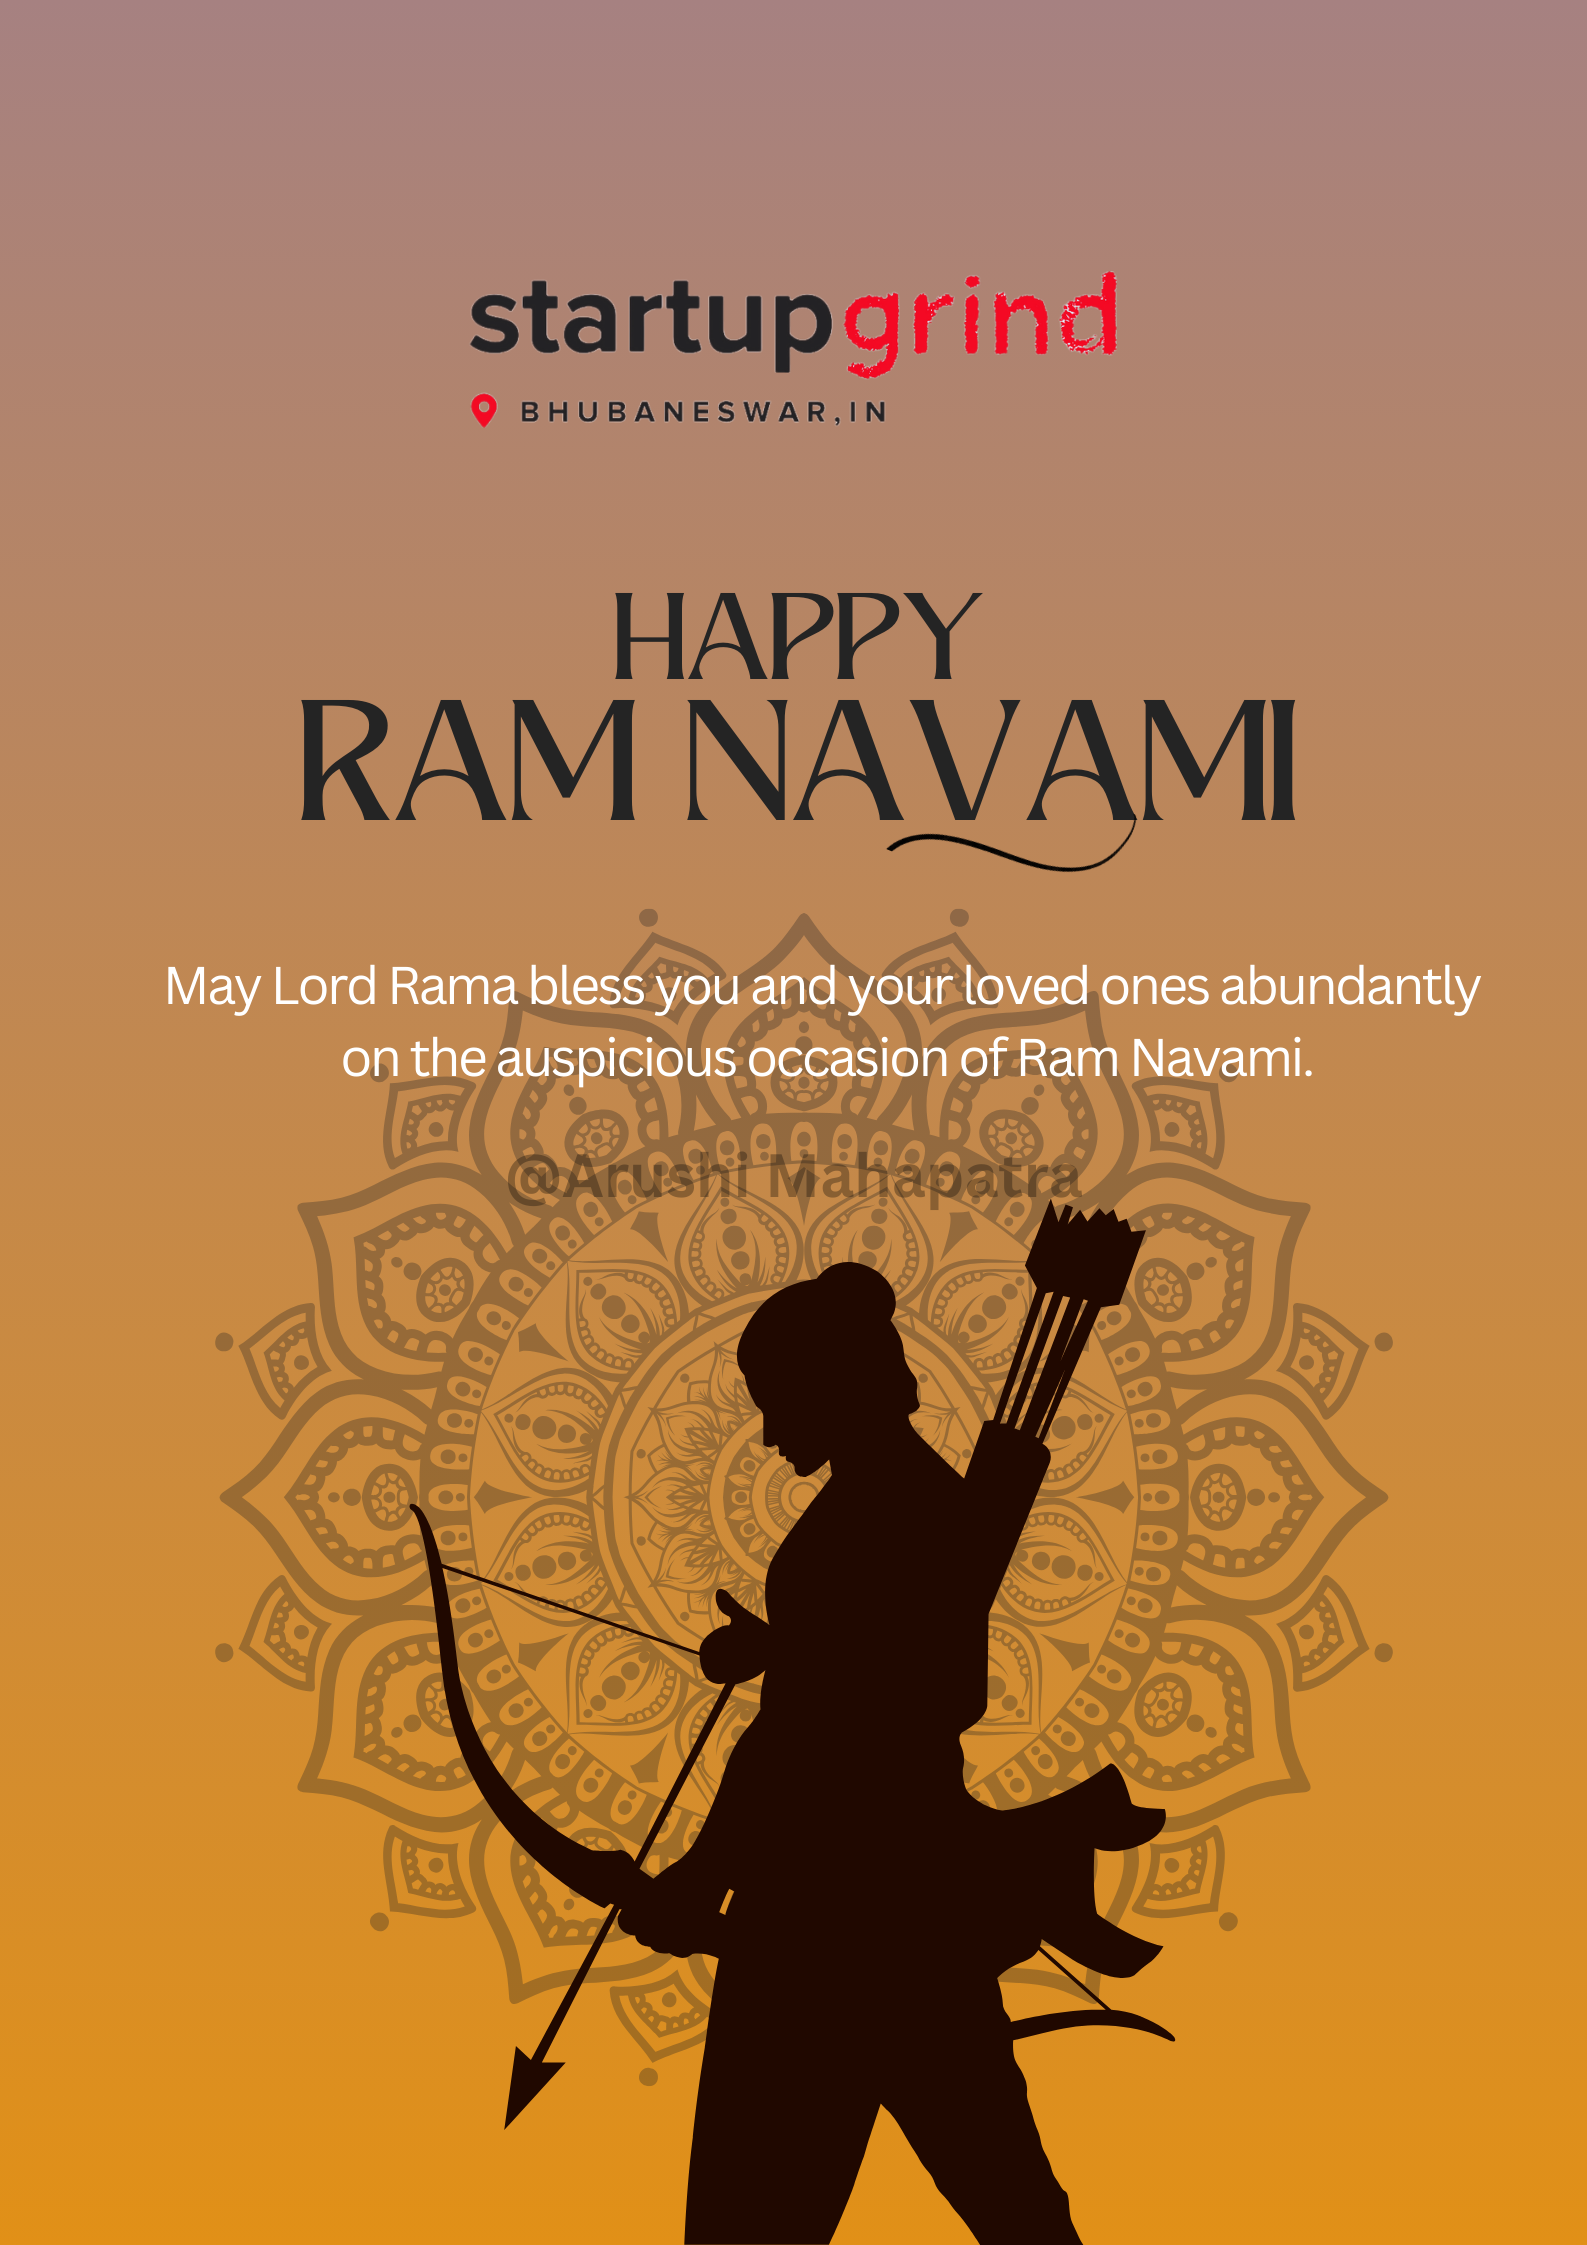 startupgrind
BHUBANESWAR,IN
HAPPY
RAM NAVAMI
May Lord Rama bless you and your loved ones abundantly
on the auspicious occasion of Ram Navami.
@Arushi Mahapatra